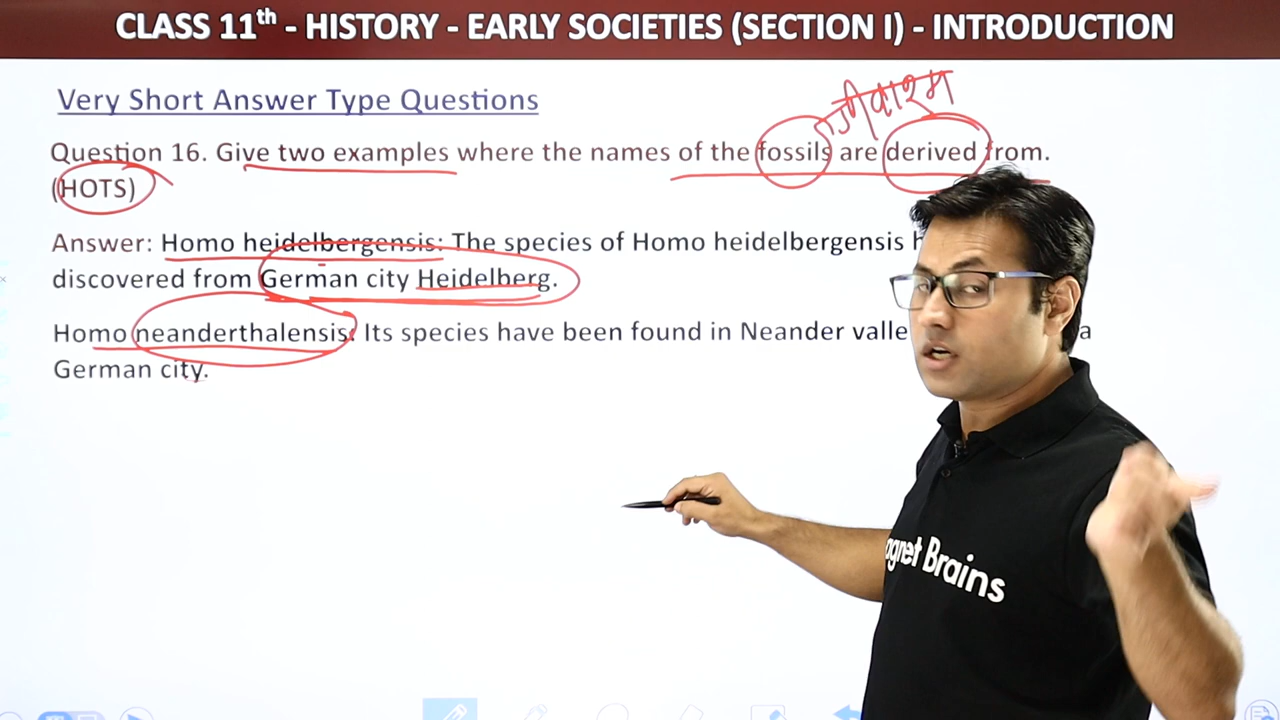 CLASS 11th - HISTORY - EARLY SOCIETIES (SECTION I) - INTRODUCTION
Very Short Answer Type Questions
जीवाश्म
Question 16. Give two examples where the names of the fossils are derived from.
(HOTS)
Answer: Homo heidelbergensis: The species of Homo heidelbergensis
discovered from German city Heidelberg.
Homo neanderthalensis: Its species have been found in Neander a
German city.
Brains